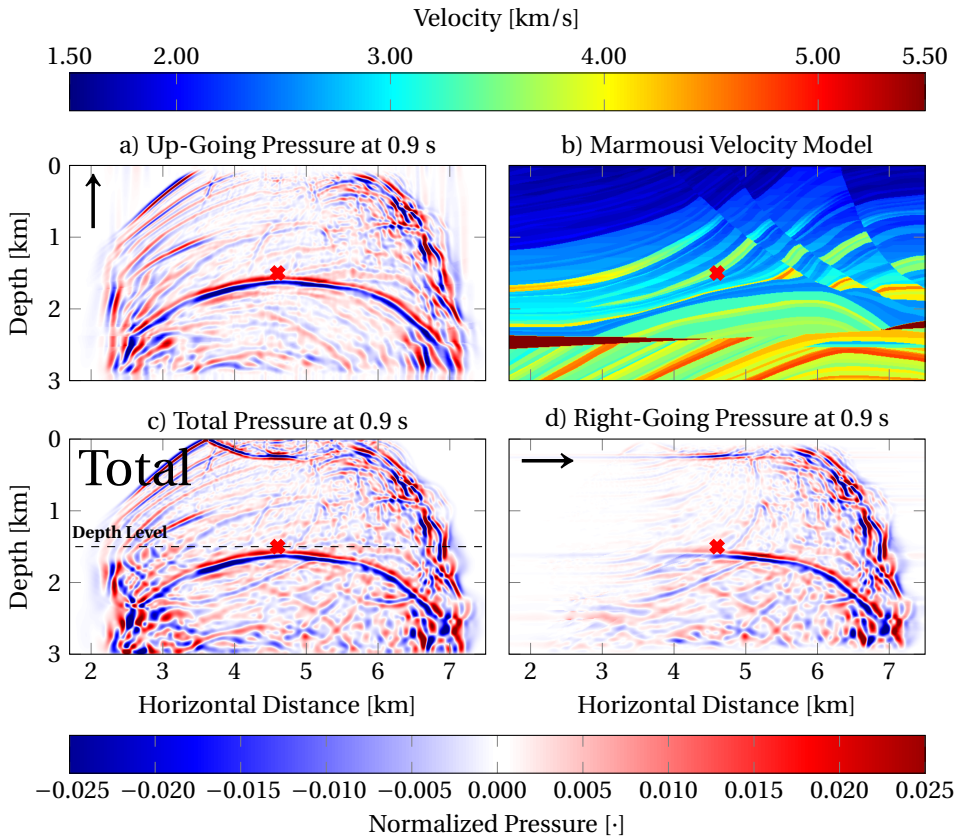 Velocity [km/s]
1.50 2.00 3.00 4.00 5.00 5.50
a) Up-Going Pressure at 0.9 s
b) Marmousi Velocity Model
0
1
2
3
Depth [km]
c) Total Pressure at 0.9 s
d) Right-Going Pressure at 0.9 s
0
1
2
3
Depth [km]
Total
Depth Level
2 3 4 5 6 7
2 3 4 5 6 7
Horizontal Distance [km]
Horizontal Distance [km]
−0.025 −0.020 −0.015 −0.010 −0.005 0.000 0.005 0.010 0.015 0.020 0.025
Normalized Pressure [·]